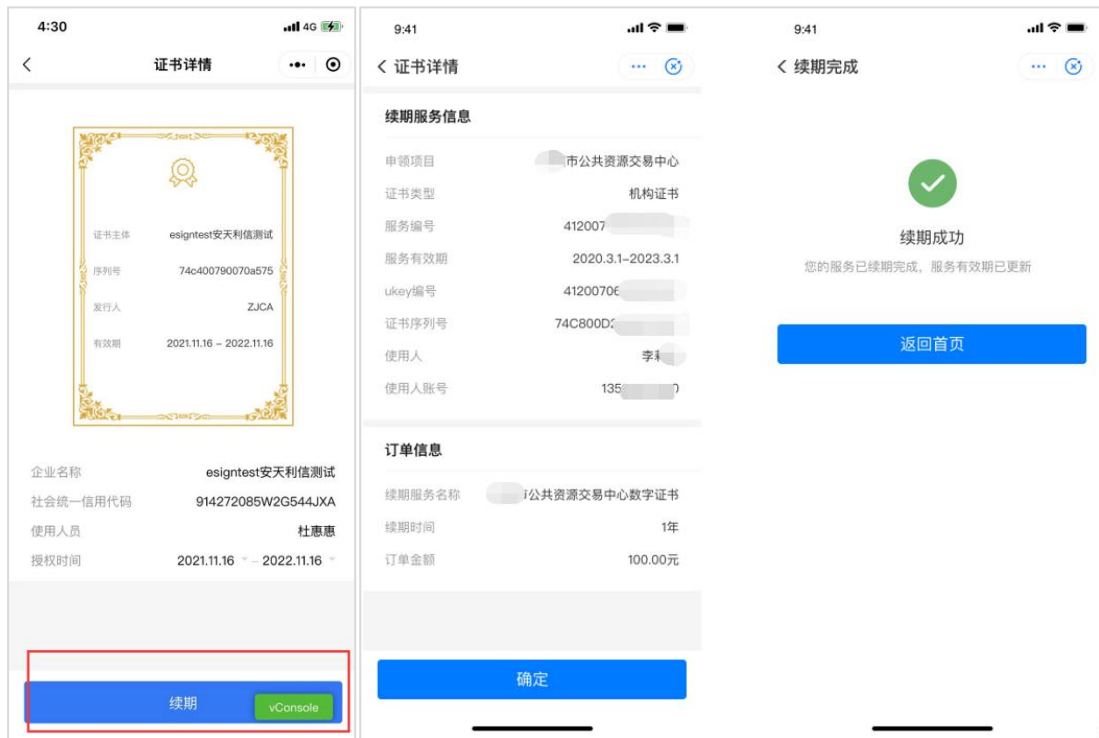 4:30
4G
证书详情
证书主体 esigntest安天利信测试
序列号 74c400790070a575
发行人 ZJCA
有效期 2021.11.16 - 2022.11.16
企业名称 esigntest安天利信测试
社会统一信用代码 914272085W2G544JXA
使用人员 杜惠惠
授权时间 2021.11.16 - 2022.11.16
续期
vConsole
9:41
证书详情
续期服务信息
申领项目 市公共资源交易中心
证书类型 机构证书
服务编号 412007
服务有效期 2020.3.1-2023.3.1
ukey编号 41200706
证书序列号 74C800D2
使用人 李
使用人账号 135
订单信息
续期服务名称 公共资源交易中心数字证书
续期时间 1年
订单金额 100.00元
确定
9:41
续期完成
续期成功
您的服务已续期完成，服务有效期已更新
返回首页